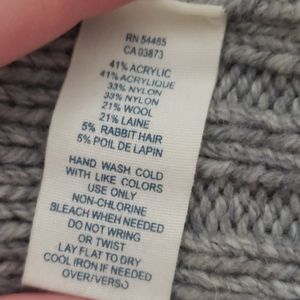 RN 54485
CA 03873
41% ACRYLIC
41% ACRYLIQUE
33% NYLON
33% NYLON
21% WOOL
21% LAINE
5% RABBIT HAIR
5% POIL DE LAPIN
HAND WASH COLD
WITH LIKE COLORS
USE ONLY
NON-CHLORINE
BLEACH WHEN NEEDED
DO NOT WRING
OR TWIST
LAY FLAT TO DRY
COOL IRON IF NEEDED
OVER/VERSO